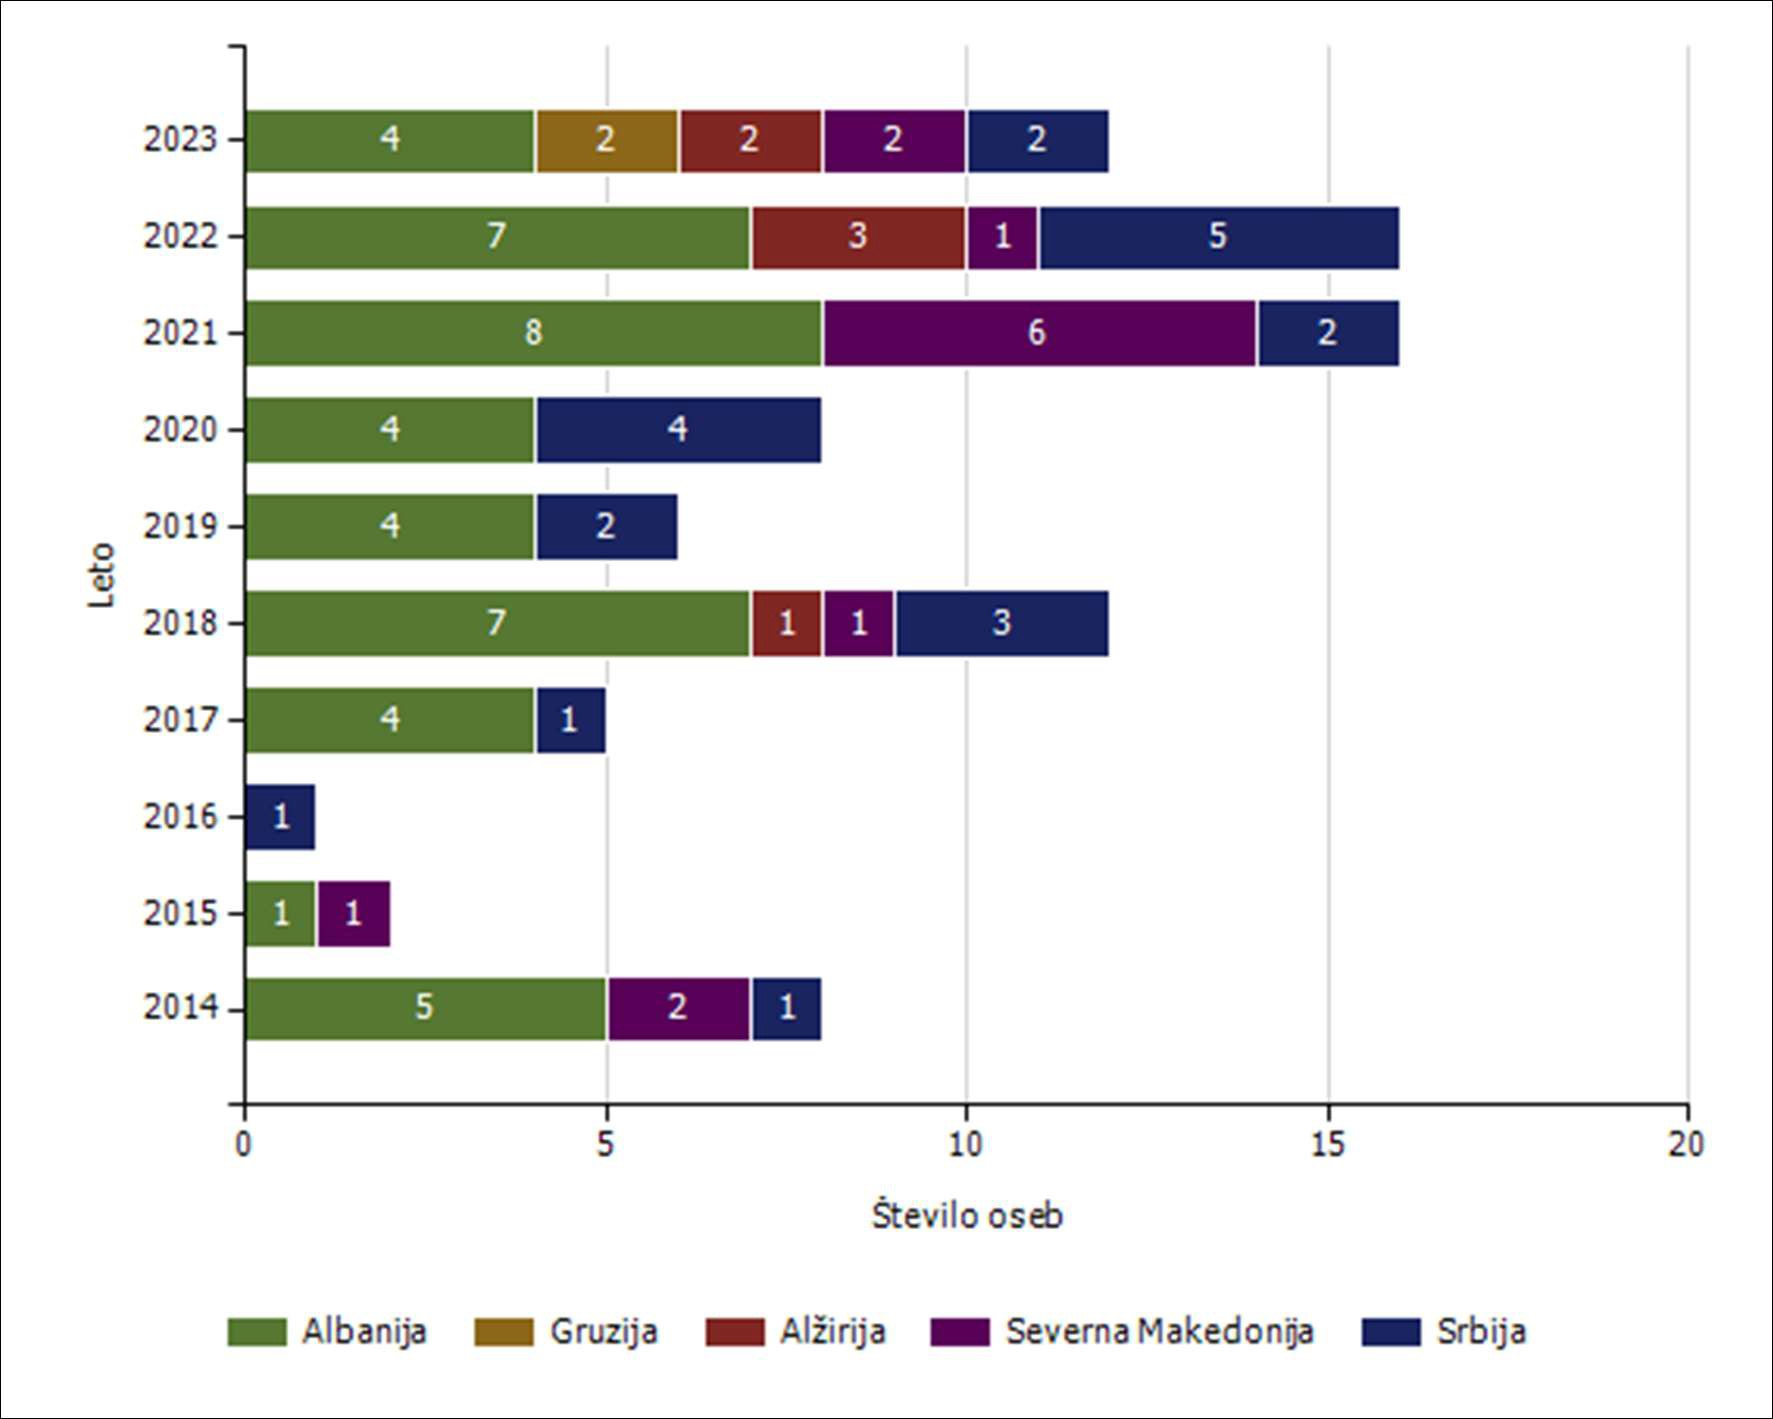 2023 4 2 2 2 2
2022 7 3 1 5
2021 8 6 2
2020 4 4
2019 4 2
Leto
2018 7 1 1 3
2017 4 1
2016 1
2015 1 1
2014 5 2 1
0 5 10 15 20
Število oseb
Albanija Gruzija Alžirija Severna Makedonija Srbija